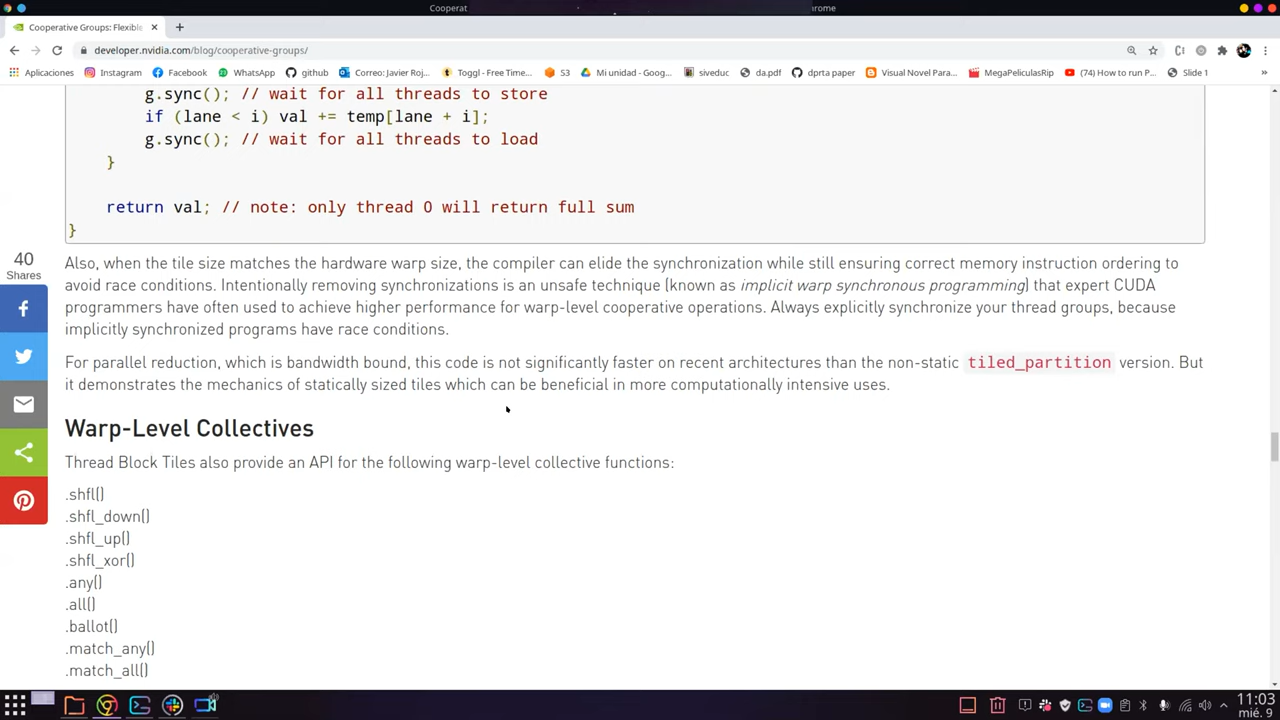 Cooperat
hrome
Cooperative Groups: Flexible
developer.nvidia.com/blog/cooperative-groups/
Aplicaciones Instagram Facebook WhatsApp github Correo: Javier Roj... Toggl - Free Time... S3 Mi unidad - Goog... siveduc da.pdf dprta paper Visual Novel Para... MegaPeliculasRip (74) How to run P... Slide 1 »
g.sync(); // wait for all threads to store
if (lane < i) val += temp[lane + i];
g.sync(); // wait for all threads to load
}
return val; // note: only thread 0 will return full sum
}
40
Shares
Also, when the tile size matches the hardware warp size, the compiler can elide the synchronization while still ensuring correct memory instruction ordering to
avoid race conditions. Intentionally removing synchronizations is an unsafe technique (known as implicit warp synchronous programming) that expert CUDA
programmers have often used to achieve higher performance for warp-level cooperative operations. Always explicitly synchronize your thread groups, because
implicitly synchronized programs have race conditions.
For parallel reduction, which is bandwidth bound, this code is not significantly faster on recent architectures than the non-static tiled_partition version. But
it demonstrates the mechanics of statically sized tiles which can be beneficial in more computationally intensive uses.
Warp-Level Collectives
Thread Block Tiles also provide an API for the following warp-level collective functions:
.shfl()
.shfl_down()
.shfl_up()
.shfl_xor()
.any()
.all()
.ballot()
.match_any()
.match_all()
11:03
mié. 9